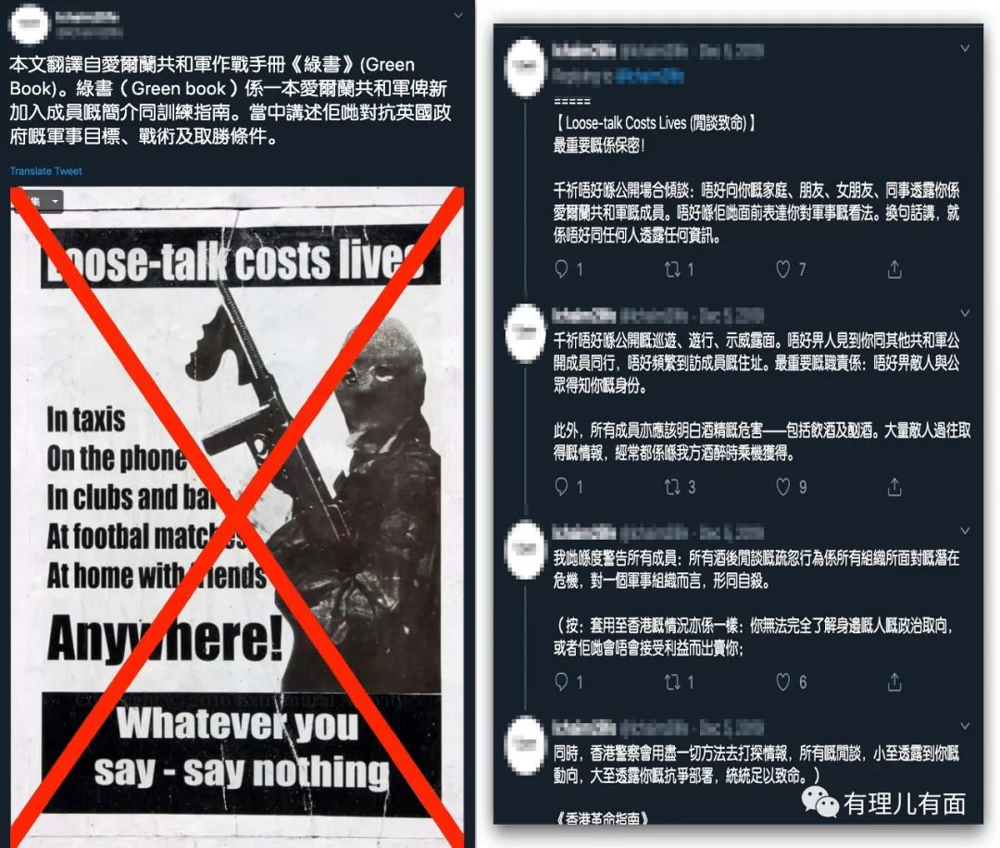 本文翻譯自愛爾蘭共和軍作戰手冊《綠書》(Green
Book)。綠書（Green book）係一本愛爾蘭共和軍俾新
加入成員嘅簡介同訓練指南。當中講述佢哋對抗英國政
府嘅軍事目標、戰術及取勝條件。
Translate Tweet
集
Loose-talk costs lives
In taxis
On the phone
In clubs and bars
At footbal matches
At home with friends
Anywhere!
Whatever you
say - say nothing
=====
【Loose-talk Costs Lives (閒談致命)】
最重要嘅係保密！
千祈唔好喺公開場合傾談：唔好向你嘅家庭、朋友、女朋友、同事透露你係
愛爾蘭共和軍嘅成員。唔好喺佢哋面前表達你對軍事嘅看法。換句話講，就
係唔好同任何人透露任何資訊。
1 1 7
千祈唔好喺公開嘅巡遊、遊行、示威露面。唔好畀人見到你同其他共和軍公
開成員同行，唔好頻繁到訪成員嘅住址。最重要嘅職責係：唔好畀敵人與公
眾得知你嘅身份。
此外，所有成員亦應該明白酒精嘅危害——包括飲酒及酗酒。大量敵人過往取
得嘅情報，經常都係喺我方酒醉時乘機獲得。
1 3 9
我哋喺度警告所有成員：所有酒後閒談嘅疏忽行為係所有組織所面對嘅潛在
危機，對一個軍事組織而言，形同自殺。
（按：套用至香港嘅情況亦係一樣：你無法完全了解身邊嘅人嘅政治取向，
或者佢哋會唔會接受利益而出賣你；
1 1 6
同時，香港警察會用盡一切方法去打探情報，所有嘅閒談，小至透露到你嘅
動向，大至透露你嘅抗爭部署，統統足以致命。）
《香港革命指南》
有理儿有面